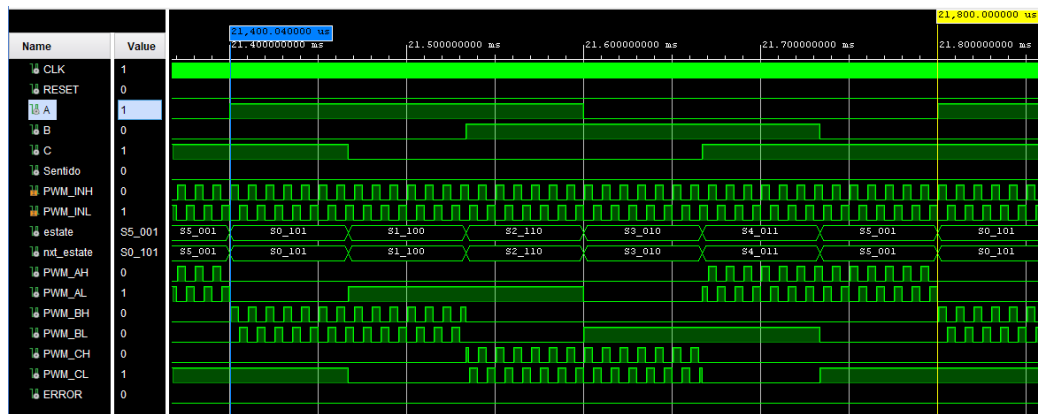 21,800.000000 us
21,400.040000 us
Name Value 21.400000000 ms 21.500000000 ms 21.600000000 ms 21.700000000 ms 21.800000000 ms
CLK 1
RESET 0
A 1
B 0
C 1
Sentido 0
PWM_INH 0
PWM_INL 1
estate S5_001 S5_001 S0_101 S1_100 S2_110 S3_010 S4_011 S5_001 S0_101
nxt_estate S0_101 S5_001 S0_101 S1_100 S2_110 S3_010 S4_011 S5_001 S0_101
PWM_AH 0
PWM_AL 1
PWM_BH 0
PWM_BL 0
PWM_CH 0
PWM_CL 1
ERROR 0